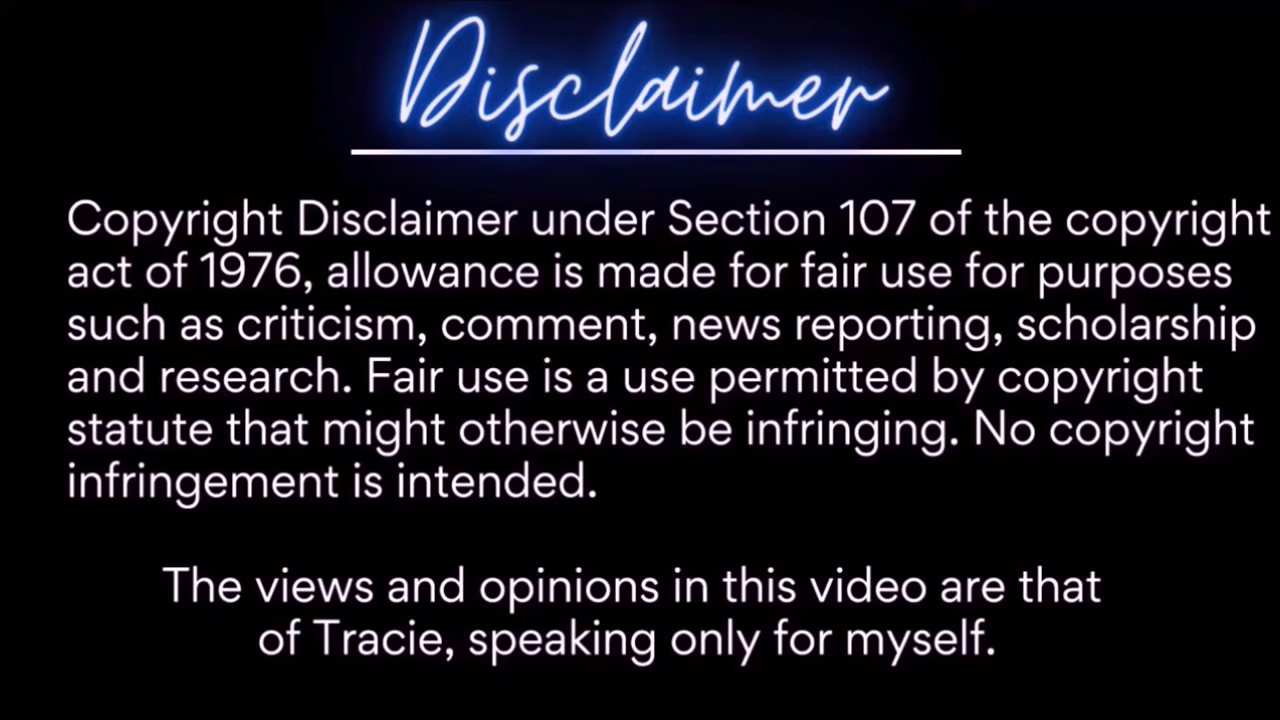 Disclaimer
Copyright Disclaimer under Section 107 of the copyright
act of 1976, allowance is made for fair use for purposes
such as criticism, comment, news reporting, scholarship
and research. Fair use is a use permitted by copyright
statute that might otherwise be infringing. No copyright
infringement is intended.
The views and opinions in this video are that
of Tracie, speaking only for myself.